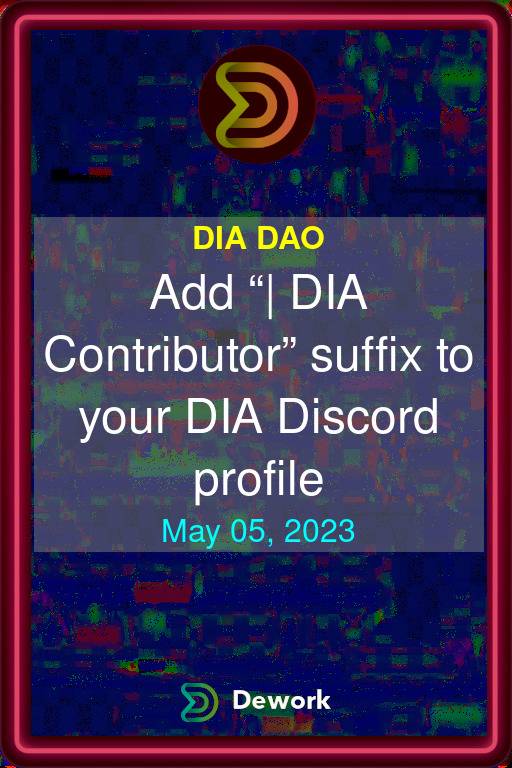 DIA DAO
Add “| DIA
Contributor” suffix to
your DIA Discord
profile
May 05, 2023
Dework